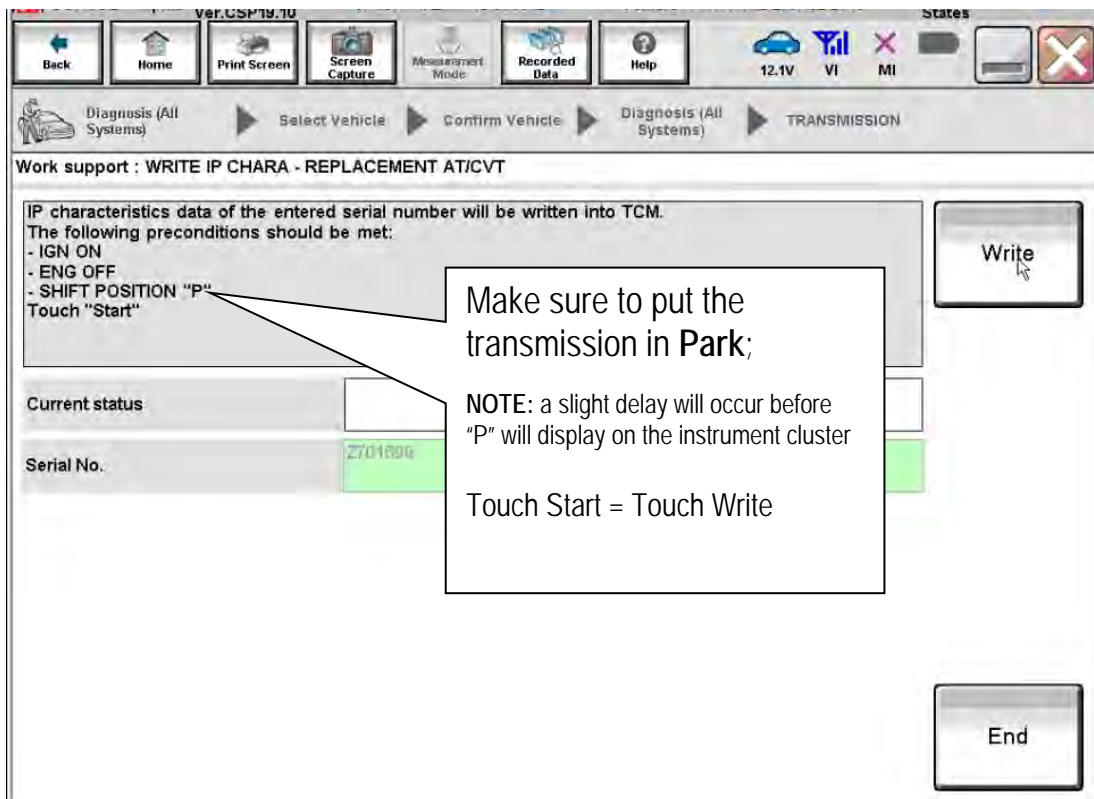 Ver.CSP19.10
States
Back
Home
Print Screen
Screen
Capture
Measurement
Mode
Recorded
Data
Help
12.1V
VI
MI
Diagnosis (All
Systems)
Select Vehicle
Confirm Vehicle
Diagnosis (All
Systems)
TRANSMISSION
Work support : WRITE IP CHARA - REPLACEMENT AT/CVT
IP characteristics data of the entered serial number will be written into TCM.
The following preconditions should be met:
- IGN ON
- ENG OFF
- SHIFT POSITION "P"
Touch "Start"
Write
Make sure to put the
transmission in Park;
NOTE: a slight delay will occur before
“P” will display on the instrument cluster
Touch Start = Touch Write
Current status
Serial No.
End